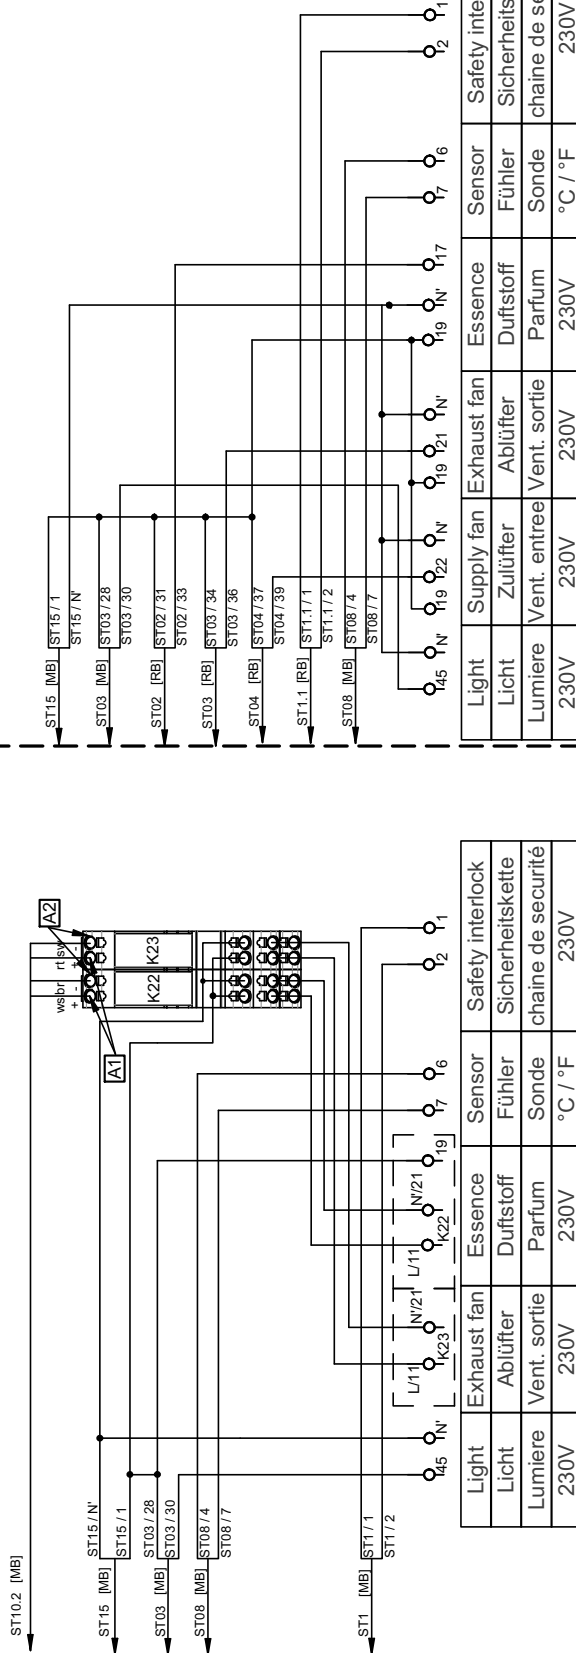 1
2
6
7
17
N'
19
N'
21
19
N'
22
19
N'
45
Safety inte
Sicherheits
chaine de se
230V
Sensor
Fühler
Sonde
°C / °F
Essence
Duftstoff
Parfum
230V
Exhaust fan
Ablüfter
Vent. sortie
230V
Supply fan
Zulüfter
Vent. entree
230V
Light
Licht
Lumiere
230V
ST15 / 1
ST15 / N'
ST03 / 28
ST03 / 30
ST02 / 31
ST02 / 33
ST03 / 34
ST03 / 36
ST04 / 37
ST04 / 39
ST1.1 / 1
ST1.1 / 2
ST08 / 4
ST08 / 7
ST15 [MB]
ST03 [MB]
ST02 [RB]
ST03 [RB]
ST04 [RB]
ST1.1 [RB]
ST08 [MB]
A2
rt sw
+ -
ws br
+ -
K23
K22
A1
1
2
6
7
19
N'/21
K22
L/11
N'/21
K23
L/11
N'
45
Safety interlock
Sicherheitskette
chaine de securité
230V
Sensor
Fühler
Sonde
°C / °F
Essence
Duftstoff
Parfum
230V
Exhaust fan
Ablüfter
Vent. sortie
230V
Light
Licht
Lumiere
230V
ST15 / N'
ST15 / 1
ST03 / 28
ST03 / 30
ST08 / 4
ST08 / 7
ST1 / 1
ST1 / 2
ST10.2 [MB]
ST15 [MB]
ST03 [MB]
ST08 [MB]
ST1 [MB]